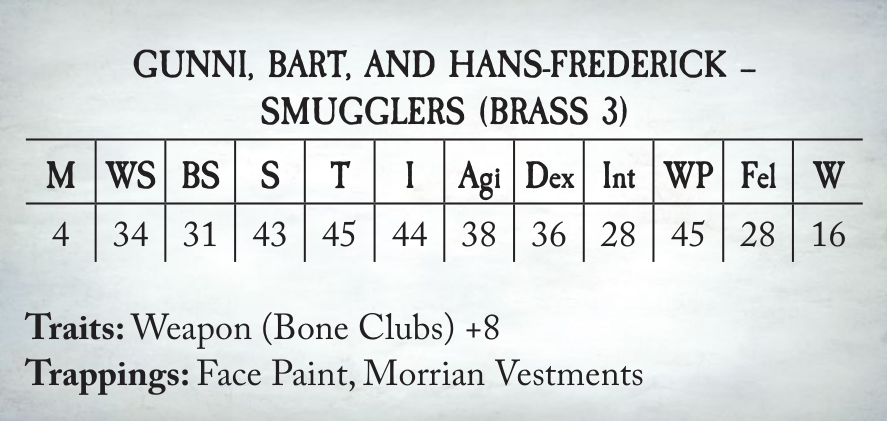 GUNNI, BART, AND HANS-FREDERICK –
SMUGGLERS (BRASS 3)
M WS BS S T I Agi Dex Int WP Fel W
4 34 31 43 45 44 38 36 28 45 28 16
Traits: Weapon (Bone Clubs) +8
Trappings: Face Paint, Morrian Vestments